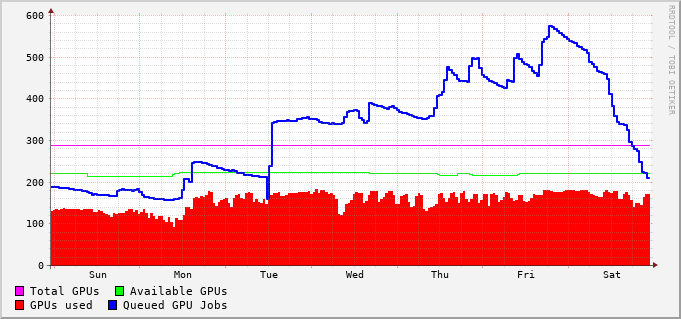 600
500
400
300
200
100
0
Sun Mon Tue Wed Thu Fri Sat
Total GPUs Available GPUs
GPUs used Queued GPU Jobs
RRDTOOL / TOBI OETIKER